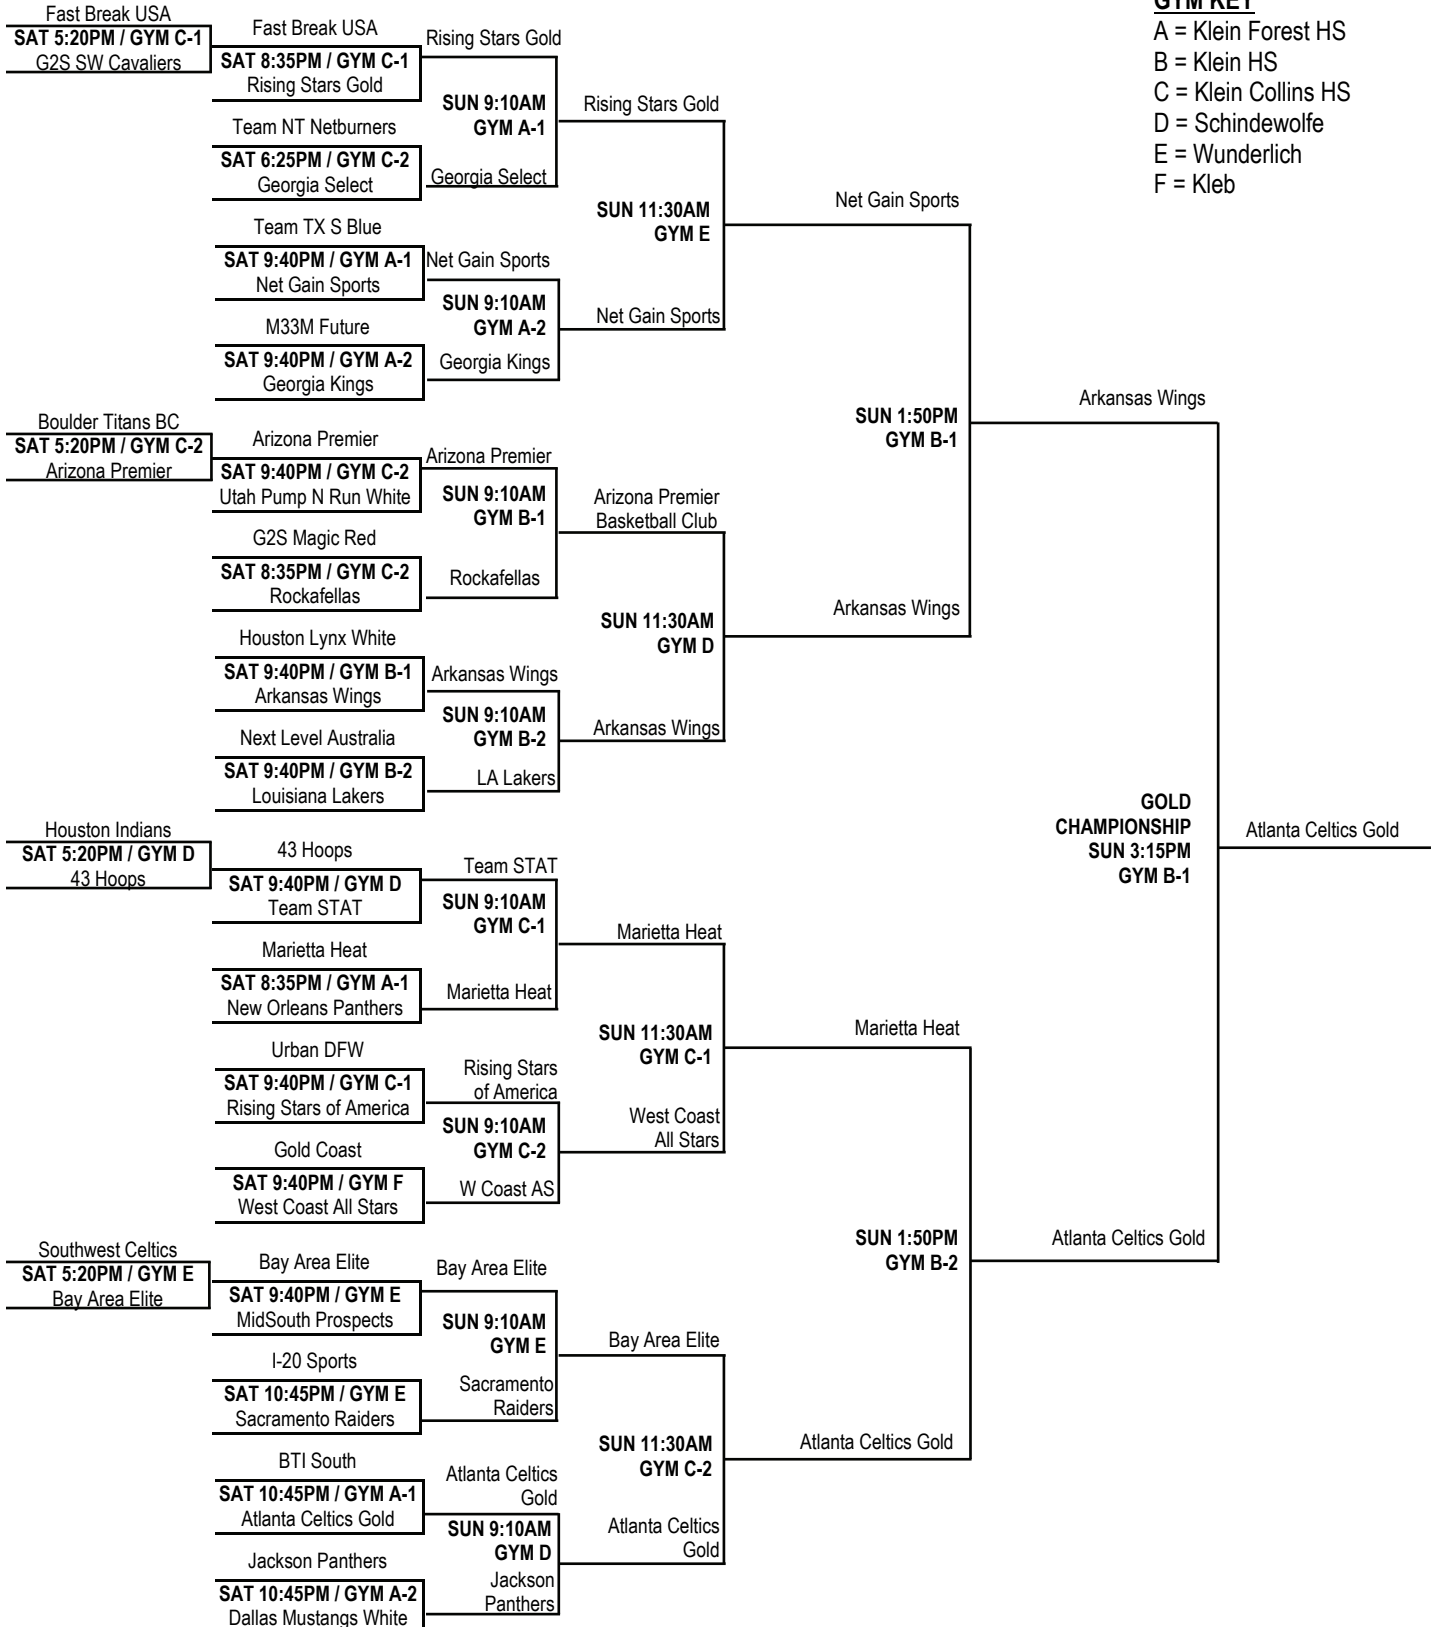 Fast Break USA
SAT 5:20PM / GYM C-1
G2S SW Cavaliers
Fast Break USA
SAT 8:35PM / GYM C-1
Rising Stars Gold
Team NT Netburners
SAT 6:25PM / GYM C-2
Georgia Select
Team TX S Blue
SAT 9:40PM / GYM A-1
Net Gain Sports
M33M Future
SAT 9:40PM / GYM A-2
Georgia Kings
Boulder Titans BC
SAT 5:20PM / GYM C-2
Arizona Premier
Arizona Premier
SAT 9:40PM / GYM C-2
Utah Pump N Run White
G2S Magic Red
SAT 8:35PM / GYM C-2
Rockafellas
Houston Lynx White
SAT 9:40PM / GYM B-1
Arkansas Wings
Next Level Australia
SAT 9:40PM / GYM B-2
Louisiana Lakers
Houston Indians
SAT 5:20PM / GYM D
43 Hoops
43 Hoops
SAT 9:40PM / GYM D
Team STAT
Marietta Heat
SAT 8:35PM / GYM A-1
New Orleans Panthers
Urban DFW
SAT 9:40PM / GYM C-1
Rising Stars of America
Gold Coast
SAT 9:40PM / GYM F
West Coast All Stars
Southwest Celtics
SAT 5:20PM / GYM E
Bay Area Elite
Bay Area Elite
SAT 9:40PM / GYM E
MidSouth Prospects
I-20 Sports
SAT 10:45PM / GYM E
Sacramento Raiders
BTI South
SAT 10:45PM / GYM A-1
Atlanta Celtics Gold
Jackson Panthers
SAT 10:45PM / GYM A-2
Dallas Mustangs White
Rising Stars Gold
SUN 9:10AM
GYM A-1
Georgia Select
Net Gain Sports
SUN 9:10AM
GYM A-2
Georgia Kings
Arizona Premier
SUN 9:10AM
GYM B-1
Rockafellas
Arkansas Wings
SUN 9:10AM
GYM B-2
LA Lakers
Team STAT
SUN 9:10AM
GYM C-1
Marietta Heat
Rising Stars
of America
SUN 9:10AM
GYM C-2
W Coast AS
Bay Area Elite
SUN 9:10AM
GYM E
Sacramento
Raiders
Atlanta Celtics
Gold
SUN 9:10AM
GYM D
Jackson
Panthers
Rising Stars Gold
SUN 11:30AM
GYM E
Net Gain Sports
Arizona Premier
Basketball Club
SUN 11:30AM
GYM D
Arkansas Wings
Marietta Heat
SUN 11:30AM
GYM C-1
West Coast
All Stars
Bay Area Elite
SUN 11:30AM
GYM C-2
Atlanta Celtics
Gold
Net Gain Sports
SUN 1:50PM
GYM B-1
Arkansas Wings
Marietta Heat
SUN 1:50PM
GYM B-2
Atlanta Celtics Gold
Arkansas Wings
GOLD
CHAMPIONSHIP
SUN 3:15PM
GYM B-1
Atlanta Celtics Gold
Atlanta Celtics Gold
GYM KEY
A = Klein Forest HS
B = Klein HS
C = Klein Collins HS
D = Schindewolfe
E = Wunderlich
F = Kleb